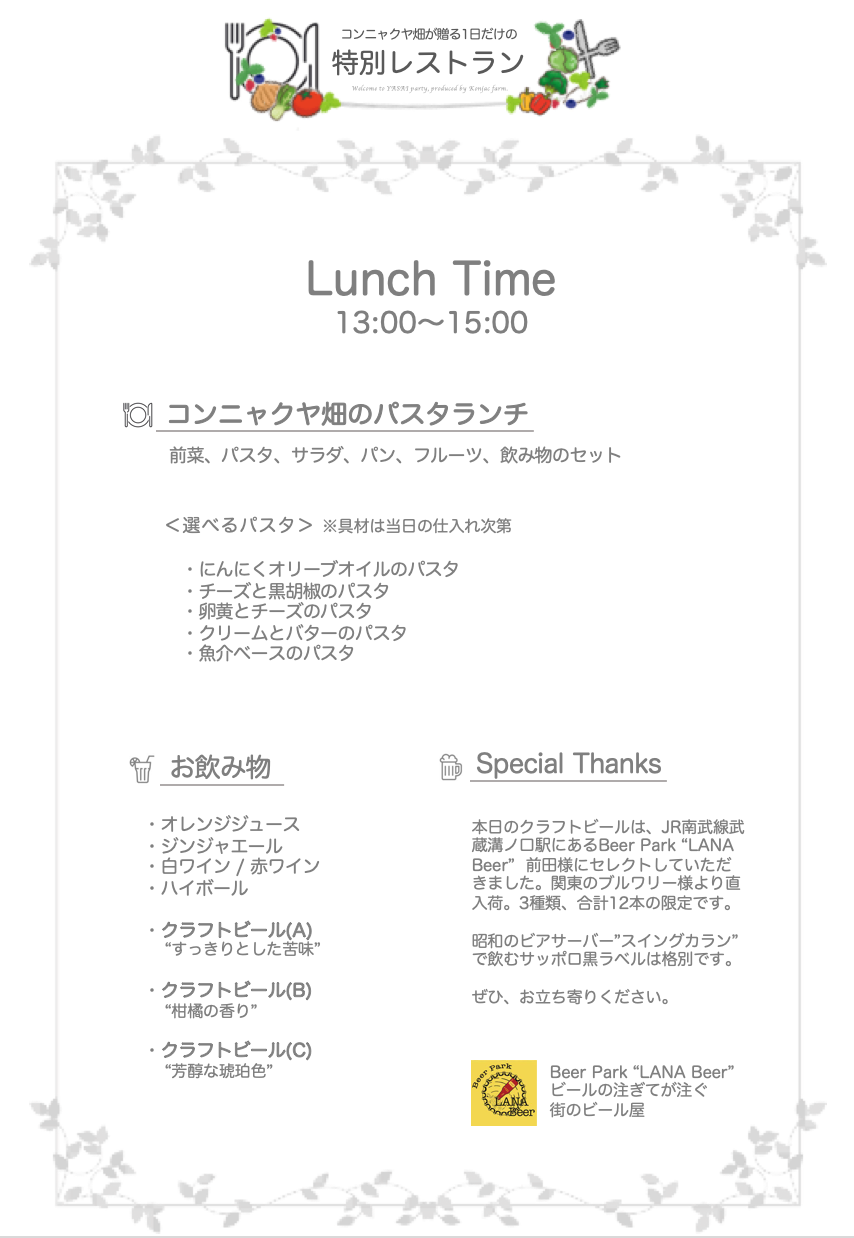 コンニャクヤ畑が贈る1日だけの
特別レストラン
Welcome to YASAI party, produced by Konjac farm.
Lunch Time
13:00〜15:00
コンニャクヤ畑のパスタランチ
前菜、パスタ、サラダ、パン、フルーツ、飲み物のセット
＜選べるパスタ＞ ※具材は当日の仕入れ次第
・にんにくオリーブオイルのパスタ
・チーズと黒胡椒のパスタ
・卵黄とチーズのパスタ
・クリームとバターのパスタ
・魚介ベースのパスタ
お飲み物
・オレンジジュース
・ジンジャエール
・白ワイン / 赤ワイン
・ハイボール
・クラフトビール(A)
“すっきりとした苦味”
・クラフトビール(B)
“柑橘の香り”
・クラフトビール(C)
“芳醇な琥珀色”
Special Thanks
本日のクラフトビールは、JR南武線武
蔵溝ノ口駅にあるBeer Park “LANA
Beer” 前田様にセレクトしていただ
きました。関東のブルワリー様より直
入荷。3種類、合計12本の限定です。
昭和のビアサーバー”スイングカラン”
で飲むサッポロ黒ラベルは格別です。
ぜひ、お立ち寄りください。
Beer Park
LANA
Beer
Beer Park “LANA Beer”
ビールの注ぎてが注ぐ
街のビール屋